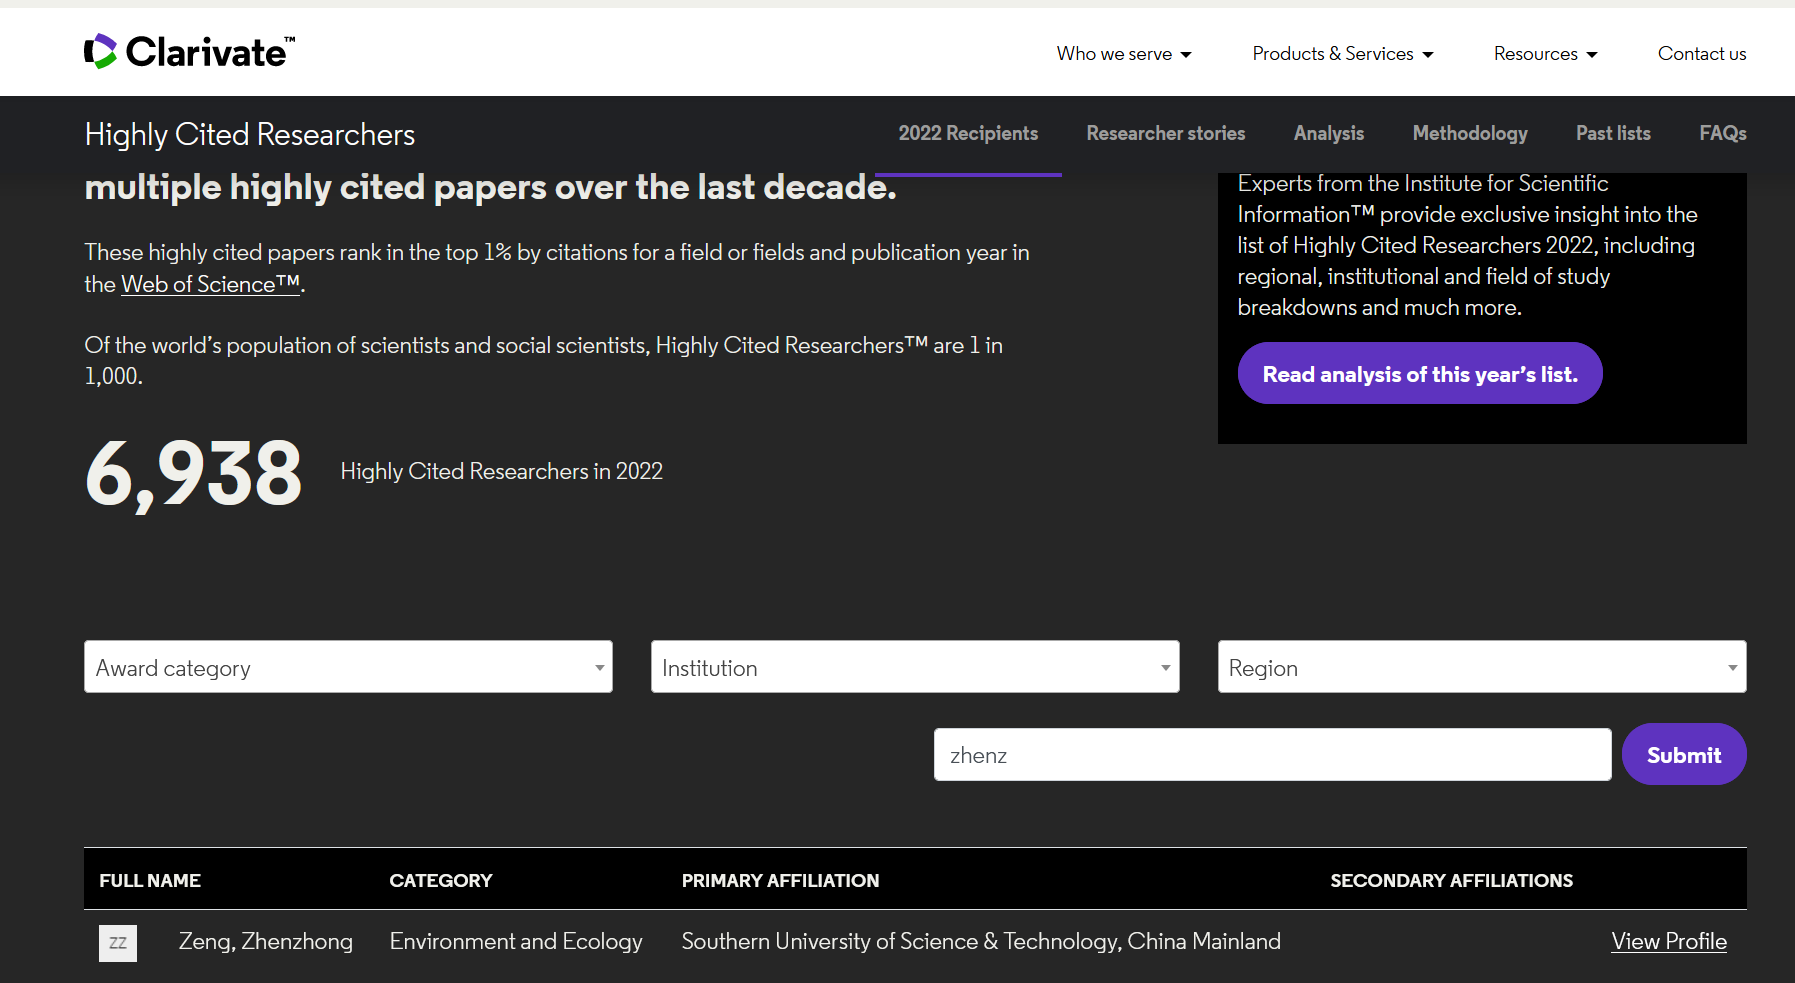 Clarivate™
Who we serve
Products & Services
Resources
Contact us
Highly Cited Researchers
2022 Recipients
Researcher stories
Analysis
Methodology
Past lists
FAQs
multiple highly cited papers over the last decade.
These highly cited papers rank in the top 1% by citations for a field or fields and publication year in
the Web of Science™.
Of the world’s population of scientists and social scientists, Highly Cited Researchers™ are 1 in
1,000.
6,938
Highly Cited Researchers in 2022
Experts from the Institute for Scientific
Information™ provide exclusive insight into the
list of Highly Cited Researchers 2022, including
regional, institutional and field of study
breakdowns and much more.
Read analysis of this year’s list.
Award category
Institution
Region
zhenz
Submit
FULL NAME
CATEGORY
PRIMARY AFFILIATION
SECONDARY AFFILIATIONS
ZZ
Zeng, Zhenzhong
Environment and Ecology
Southern University of Science & Technology, China Mainland
View Profile